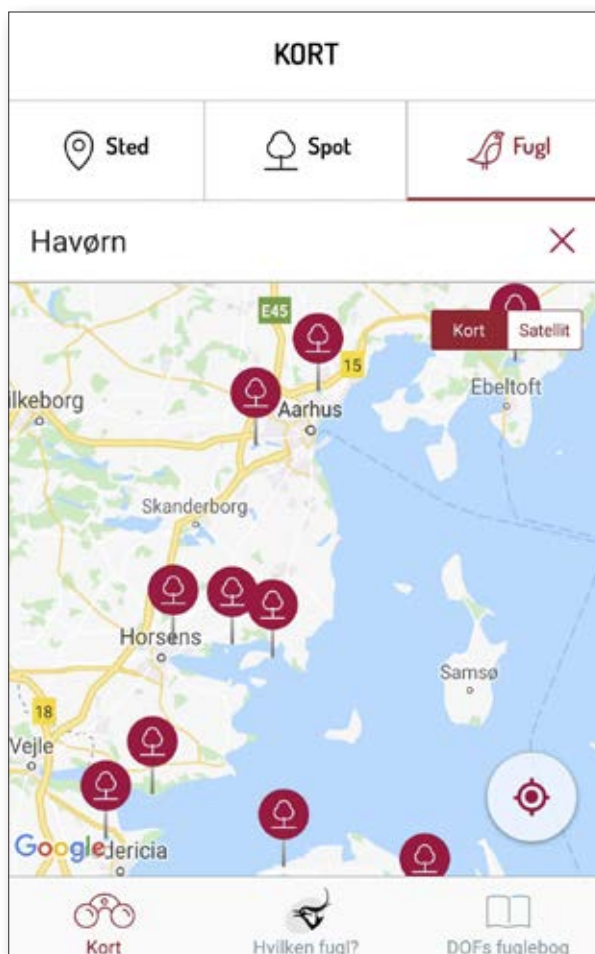 KORT
Sted
Spot
Fugl
Havørn
E45
Kort
Satellit
15
Ebeltoft
ilkeborg
Aarhus
Skanderborg
Horsens
Samsø
18
Vejle
Google
dericia
Kort
Hvilken fugl?
DOFs fuglebog